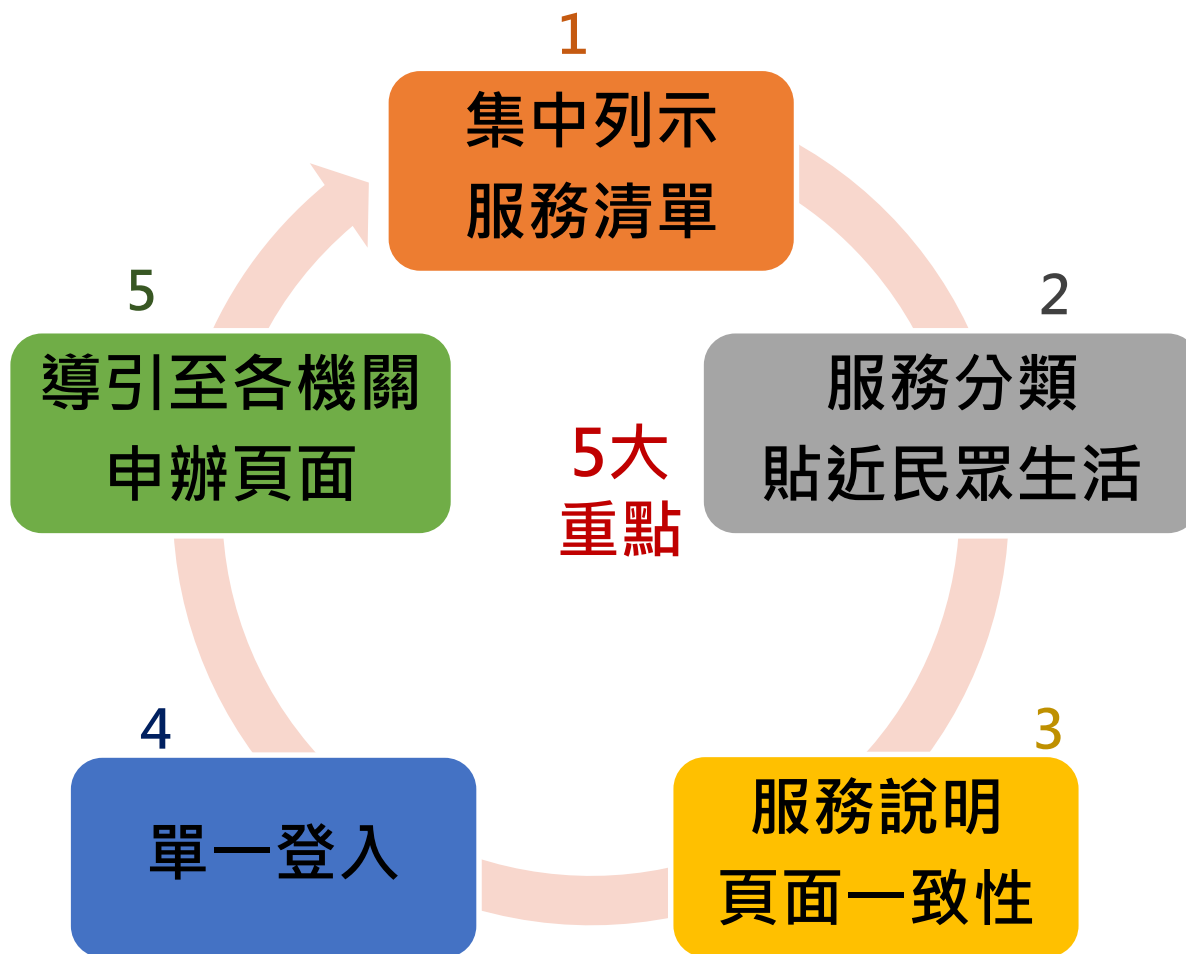 1
集中列示
服務清單
2
服務分類
貼近民眾生活
3
服務說明
頁面一致性
4
單一登入
5
導引至各機關
申辦頁面
5大
重點